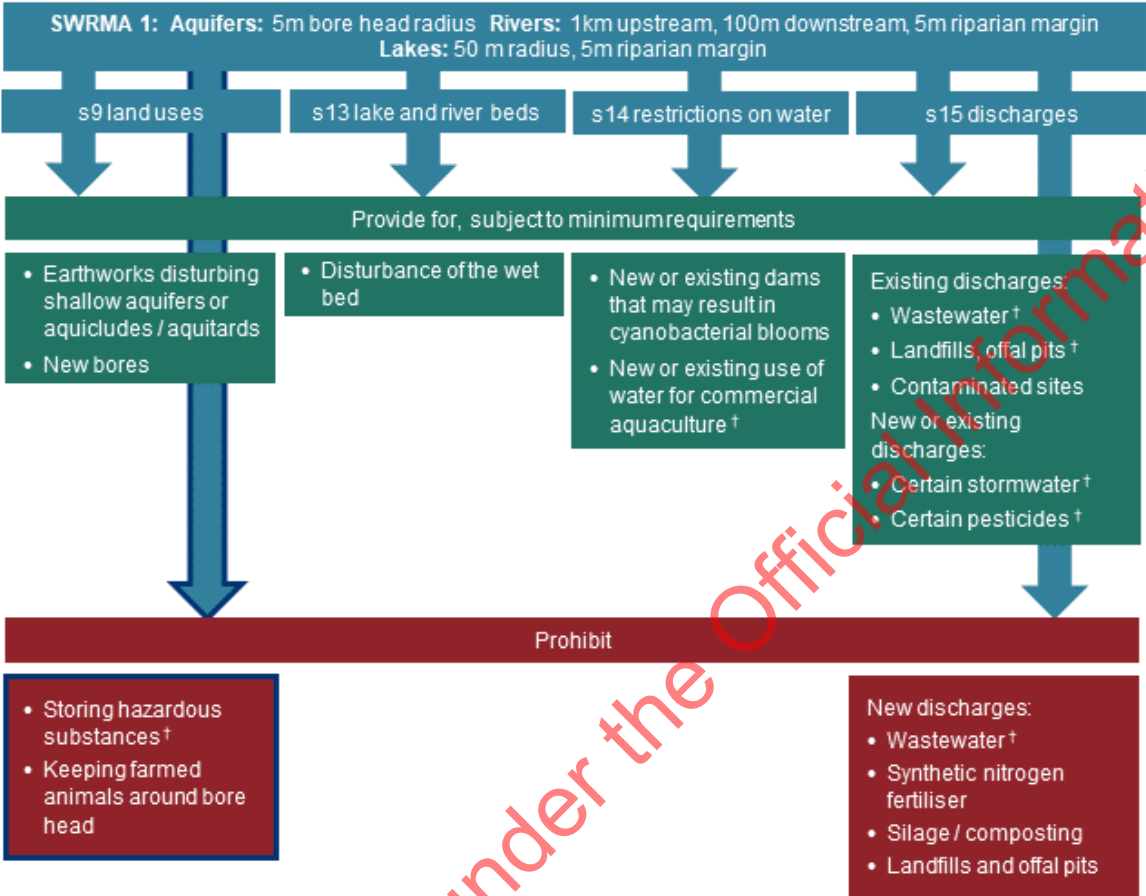 SWRMA 1: Aquifers: 5m bore head radius Rivers: 1km upstream, 100m downstream, 5m riparian margin
Lakes: 50 m radius, 5m riparian margin
s9 land uses
s13 lake and river beds
s14 restrictions on water
s15 discharges
Provide for, subject to minimum requirements
• Earthworks disturbing
shallow aquifers or
aquicludes / aquitards
• New bores
• Disturbance of the wet
bed
• New or existing dams
that may result in
cyanobacterial blooms
• New or existing use of
water for commercial
aquaculture †
Existing discharges:
• Wastewater †
• Landfills, offal pits †
• Contaminated sites
New or existing
discharges:
• Certain stormwater †
• Certain pesticides †
Prohibit
• Storing hazardous
substances †
• Keeping farmed
animals around bore
head
New discharges:
• Wastewater †
• Synthetic nitrogen
fertiliser
• Silage / composting
• Landfills and offal pits
under the Official Informat